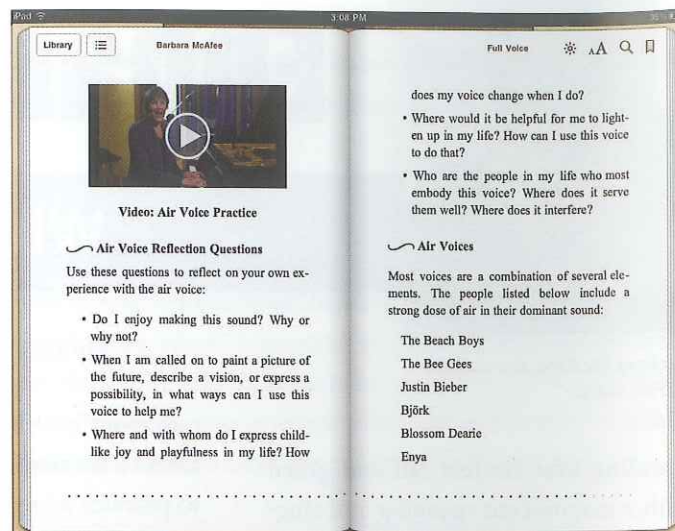 iPad
3:08 PM
Library
Barbara McAfee
Full Voice
AA
Video: Air Voice Practice
Air Voice Reflection Questions
Use these questions to reflect on your own ex-
perience with the air voice:
• Do I enjoy making this sound? Why or
why not?
• When I am called on to paint a picture of
the future, describe a vision, or express a
possibility, in what ways can I use this
voice to help me?
• Where and with whom do I express child-
like joy and playfulness in my life? How
does my voice change when I do?
• Where would it be helpful for me to light-
en up in my life? How can I use this voice
to do that?
• Who are the people in my life who most
embody this voice? Where does it serve
them well? Where does it interfere?
Air Voices
Most voices are a combination of several ele-
ments. The people listed below include a
strong dose of air in their dominant sound:
The Beach Boys
The Bee Gees
Justin Bieber
Björk
Blossom Dearie
Enya